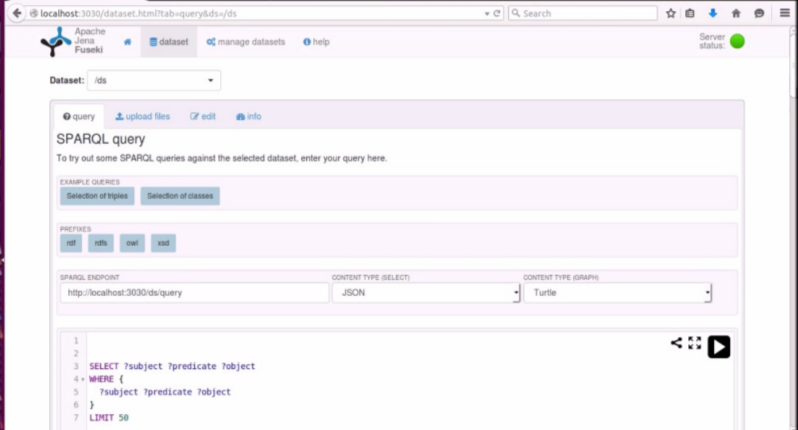 localhost:3030/dataset.html?tab=query&ds=/ds
Search
Apache
Jena
Fuseki
dataset
manage datasets
help
Server
status:
Dataset: /ds
query
upload files
edit
info
SPARQL query
To try out some SPARQL queries against the selected dataset, enter your query here.
EXAMPLE QUERIES
Selection of triples
Selection of classes
PREFIXES
rdf
rdfs
owl
xsd
SPARQL ENDPOINT
CONTENT TYPE (SELECT)
CONTENT TYPE (GRAPH)
http://localhost:3030/ds/query
JSON
Turtle
1
2
3 SELECT ?subject ?predicate ?object
4 WHERE {
5 ?subject ?predicate ?object
6 }
7 LIMIT 50